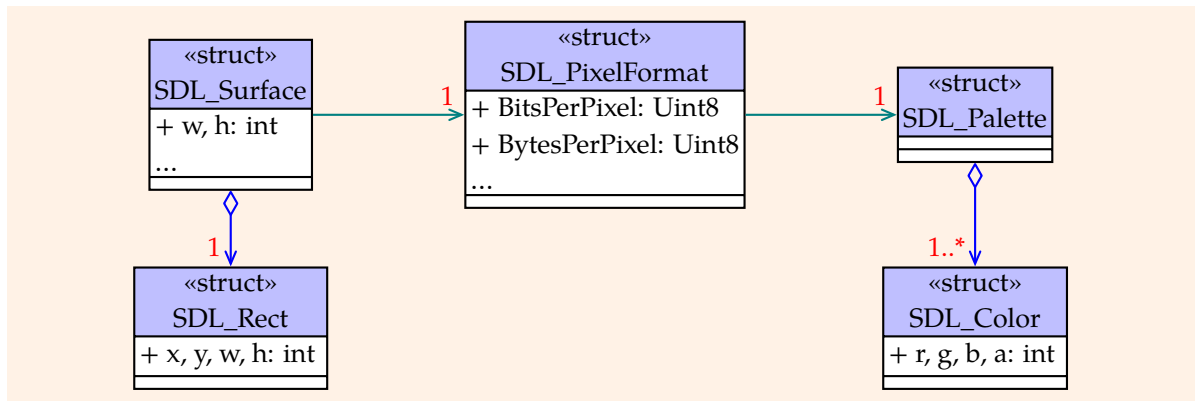 «struct»
SDL_Surface
+ w, h: int
...
1
«struct»
SDL_PixelFormat
+ BitsPerPixel: Uint8
+ BytesPerPixel: Uint8
...
1
«struct»
SDL_Palette
1
«struct»
SDL_Rect
+ x, y, w, h: int
1..*
«struct»
SDL_Color
+ r, g, b, a: int